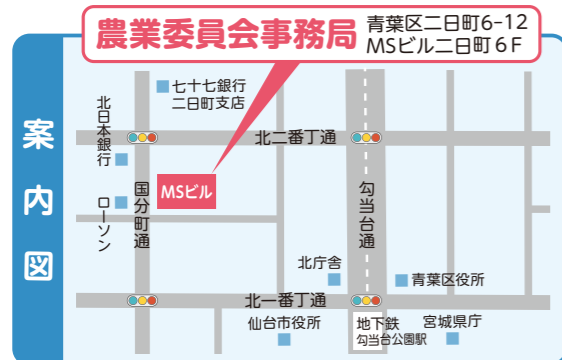 農業委員会事務局
青葉区二日町6-12
MSビル二日町6F
案内図
七十七銀行
二日町支店
北日本銀行
北二番丁通
MSビル
国分町通
ローソン
勾当台通
北庁舎
青葉区役所
北一番丁通
仙台市役所
地下鉄
勾当台公園駅
宮城県庁